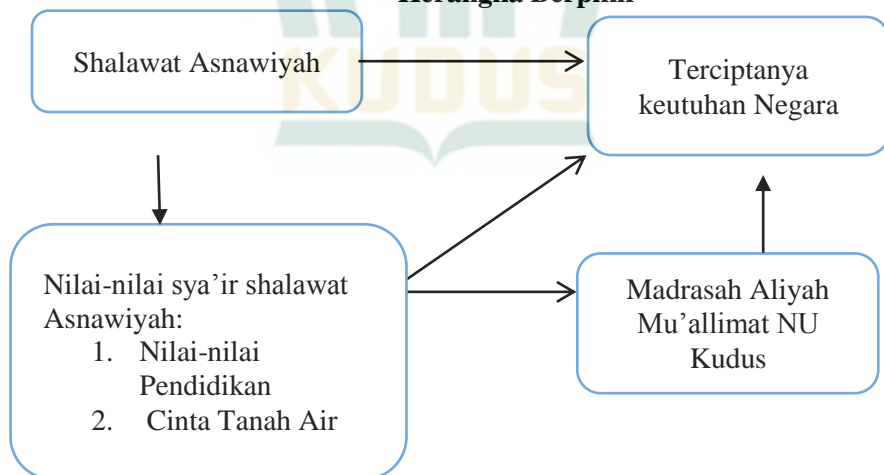 Kerangka Berpikir
Shalawat Asnawiyah
Terciptanya
keutuhan Negara
KUDUS
Nilai-nilai sya’ir shalawat
Asnawiyah:
1. Nilai-nilai
Pendidikan
2. Cinta Tanah Air
Madrasah Aliyah
Mu’allimat NU
Kudus